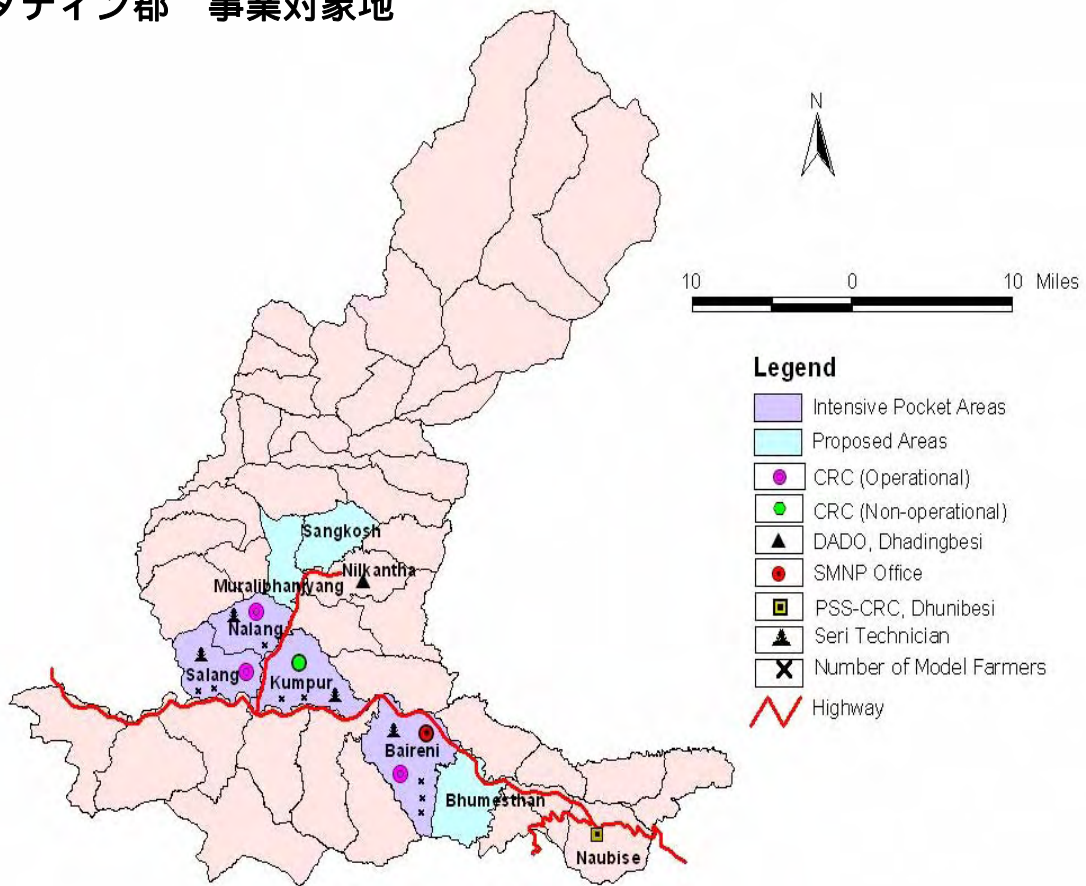 ダディン郡 事業対象地
N
10 0 10 Miles
Legend
Intensive Pocket Areas
Proposed Areas
CRC (Operational)
CRC (Non-operational)
DADO, Dhadingbesi
SMNP Office
PSS-CRC, Dhunibesi
Seri Technician
Number of Model Farmers
Highway
Sangkosh
Nilkantha
Muralibhanjyang
Nalang
Salang
Kumpur
Baireni
Bhumesthan
Naubise